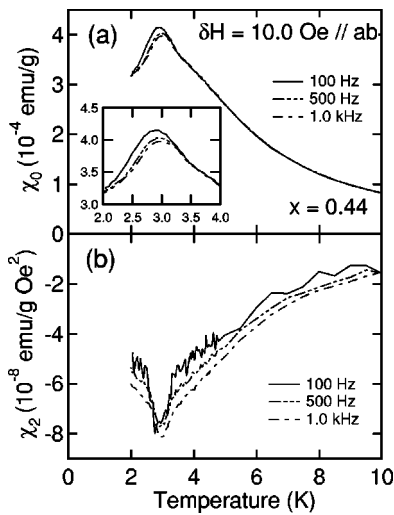 (a) δH = 10.0 Oe // ab
χ0 (10-4 emu/g)
4
3
2
1
0
100 Hz
500 Hz
1.0 kHz
4.5
4.0
3.5
3.0
2.0 2.5 3.0 3.5 4.0
x = 0.44
(b)
χ2 (10-8 emu/g Oe2)
-2
-4
-6
-8
100 Hz
500 Hz
1.0 kHz
0 2 4 6 8 10
Temperature (K)